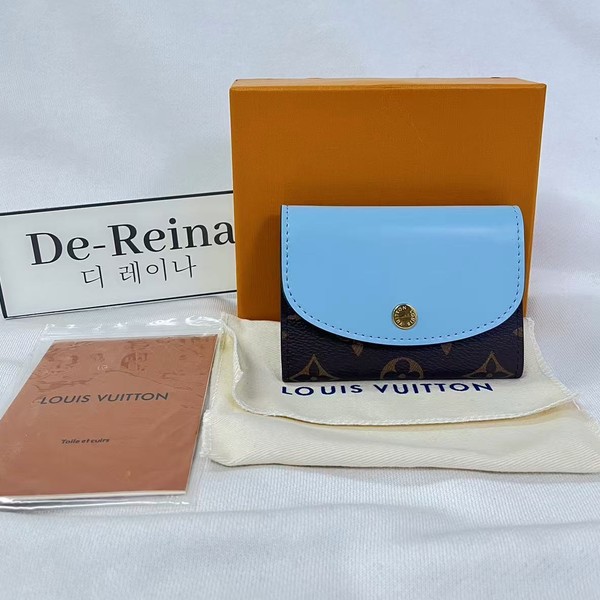 De-Reina
디 레이나
LOUIS VUITTON
Toile et cuirs
LOUIS VUITTON